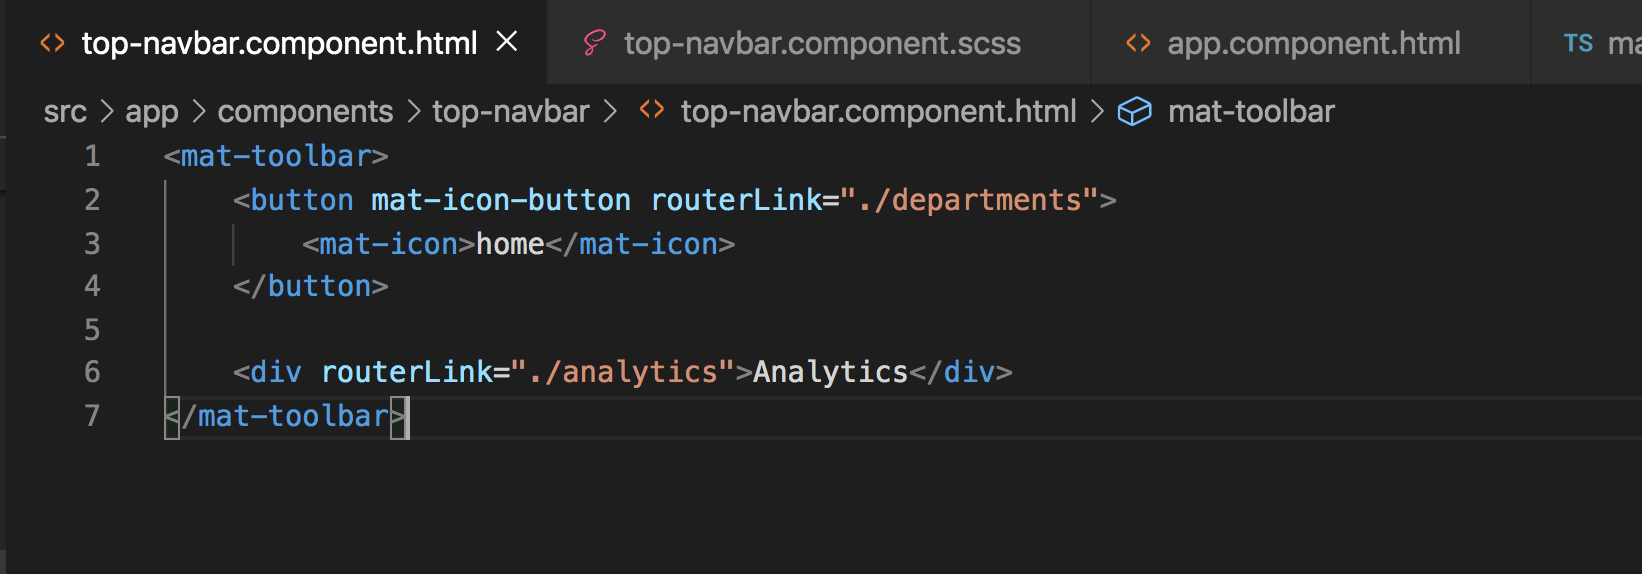 top-navbar.component.html
top-navbar.component.scss
app.component.html
TS
src > app > components > top-navbar > <> top-navbar.component.html > mat-toolbar
1 <mat-toolbar>
2 <button mat-icon-button routerLink="./departments">
3 <mat-icon>home</mat-icon>
4 </button>
5
6 <div routerLink="./analytics">Analytics</div>
7 </mat-toolbar>